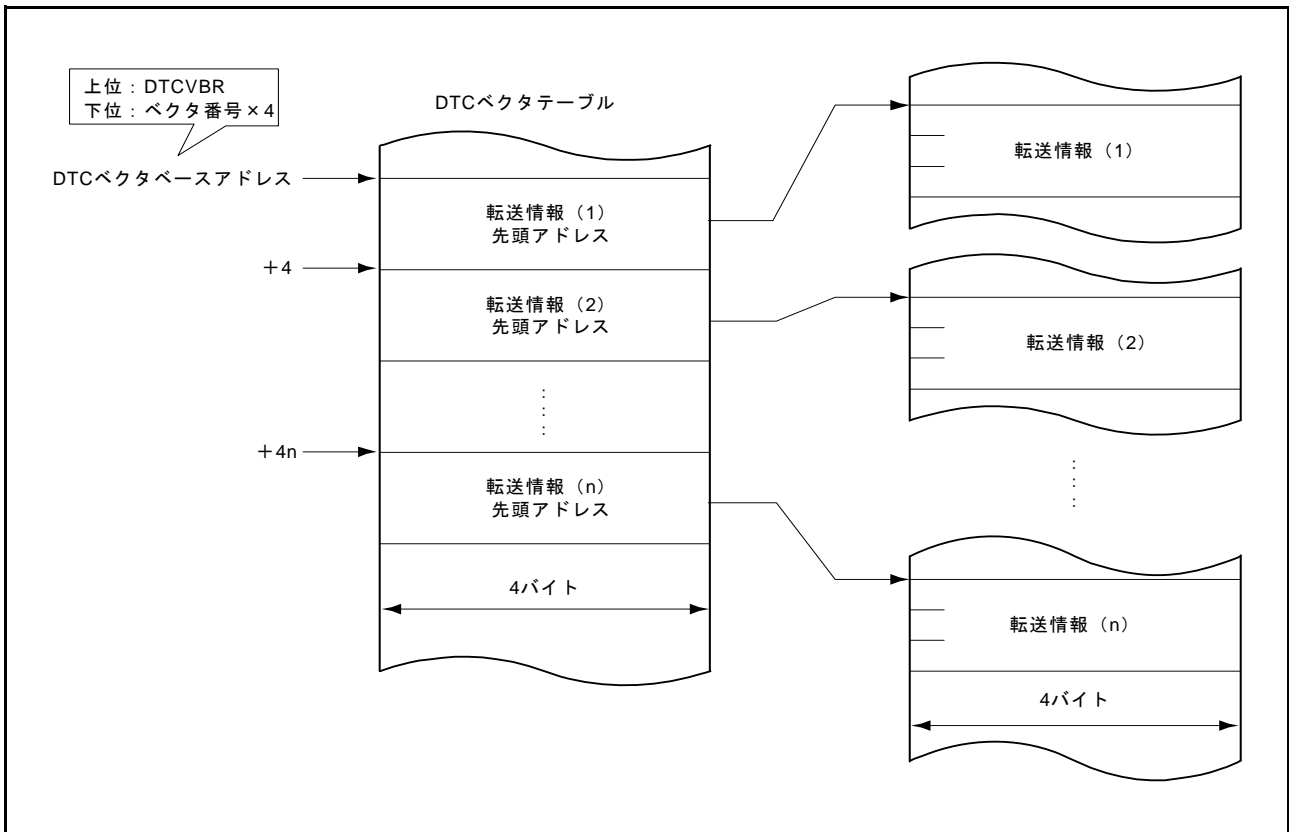 上位：DTCVBR
下位：ベクタ番号×4
DTCベクタテーブル
DTCベクタベースアドレス
転送情報（1）
先頭アドレス
+4
転送情報（2）
先頭アドレス
+4n
転送情報（n）
先頭アドレス
4バイト
転送情報（1）
転送情報（2）
転送情報（n）
4バイト